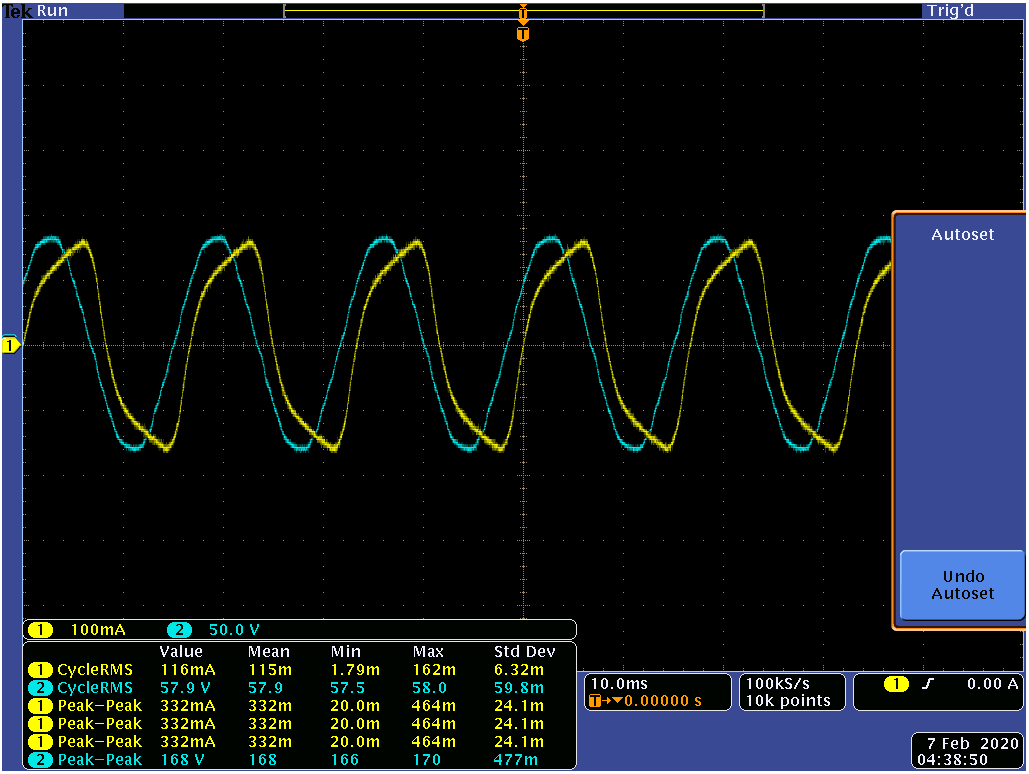 Tek Run Trig'd
T
T
Autoset
1
Undo
Autoset
1 100mA 2 50.0 V
Value Mean Min Max Std Dev
1 CycleRMS 116mA 115m 1.79m 162m 6.32m
2 CycleRMS 57.9 V 57.9 57.5 58.0 59.8m
1 Peak−Peak 332mA 332m 20.0m 464m 24.1m
1 Peak−Peak 332mA 332m 20.0m 464m 24.1m
1 Peak−Peak 332mA 332m 20.0m 464m 24.1m
2 Peak−Peak 168 V 168 166 170 477m
10.0ms
T→▼0.00000 s
100kS/s
10k points
1 0.00 A
7 Feb 2020
04:38:50